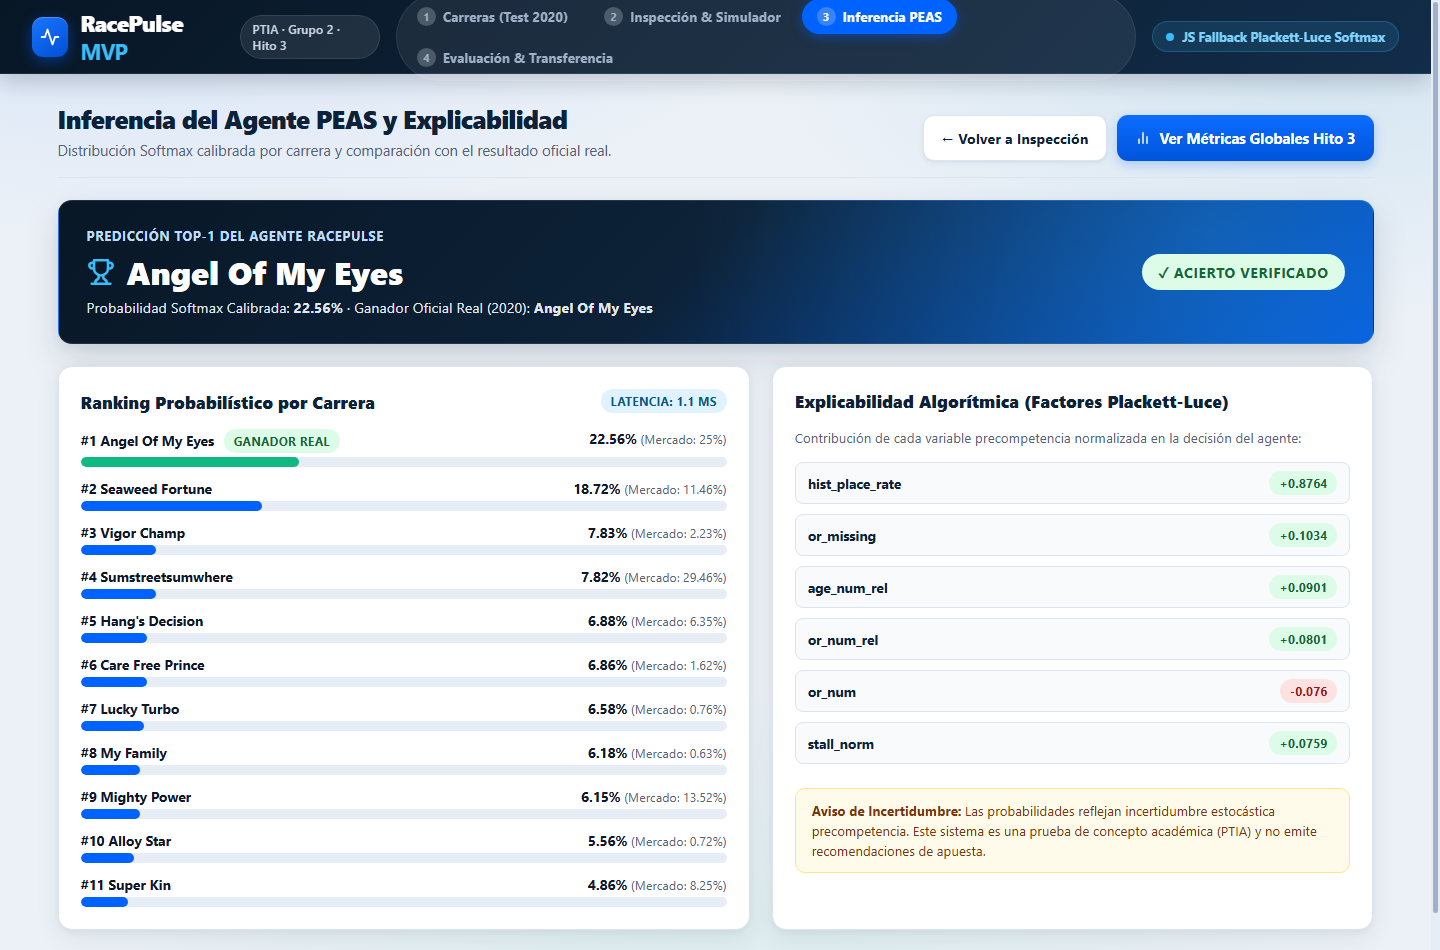 RacePulse
MVP
PTIA · Grupo 2 ·
Hito 3
1 Carreras (Test 2020)
2 Inspección & Simulador
3 Inferencia PEAS
4 Evaluación & Transferencia
JS Fallback Plackett-Luce Softmax
Inferencia del Agente PEAS y Explicabilidad
Distribución Softmax calibrada por carrera y comparación con el resultado oficial real.
← Volver a Inspección
Ver Métricas Globales Hito 3
PREDICCIÓN TOP-1 DEL AGENTE RACEPULSE
Angel Of My Eyes
Probabilidad Softmax Calibrada: 22.56% · Ganador Oficial Real (2020): Angel Of My Eyes
✓ ACIERTO VERIFICADO
Ranking Probabilístico por Carrera
LATENCIA: 1.1 MS
#1 Angel Of My Eyes GANADOR REAL 22.56% (Mercado: 25%)
#2 Seaweed Fortune 18.72% (Mercado: 11.46%)
#3 Vigor Champ 7.83% (Mercado: 2.23%)
#4 Sumstreetsumwhere 7.82% (Mercado: 29.46%)
#5 Hang's Decision 6.88% (Mercado: 6.35%)
#6 Care Free Prince 6.86% (Mercado: 1.62%)
#7 Lucky Turbo 6.58% (Mercado: 0.76%)
#8 My Family 6.18% (Mercado: 0.63%)
#9 Mighty Power 6.15% (Mercado: 13.52%)
#10 Alloy Star 5.56% (Mercado: 0.72%)
#11 Super Kin 4.86% (Mercado: 8.25%)
Explicabilidad Algorítmica (Factores Plackett-Luce)
Contribución de cada variable precompetencia normalizada en la decisión del agente:
hist_place_rate +0.8764
or_missing +0.1034
age_num_rel +0.0901
or_num_rel +0.0801
or_num -0.076
stall_norm +0.0759
Aviso de Incertidumbre: Las probabilidades reflejan incertidumbre estocástica
precompetencia. Este sistema es una prueba de concepto académica (PTIA) y no emite
recomendaciones de apuesta.